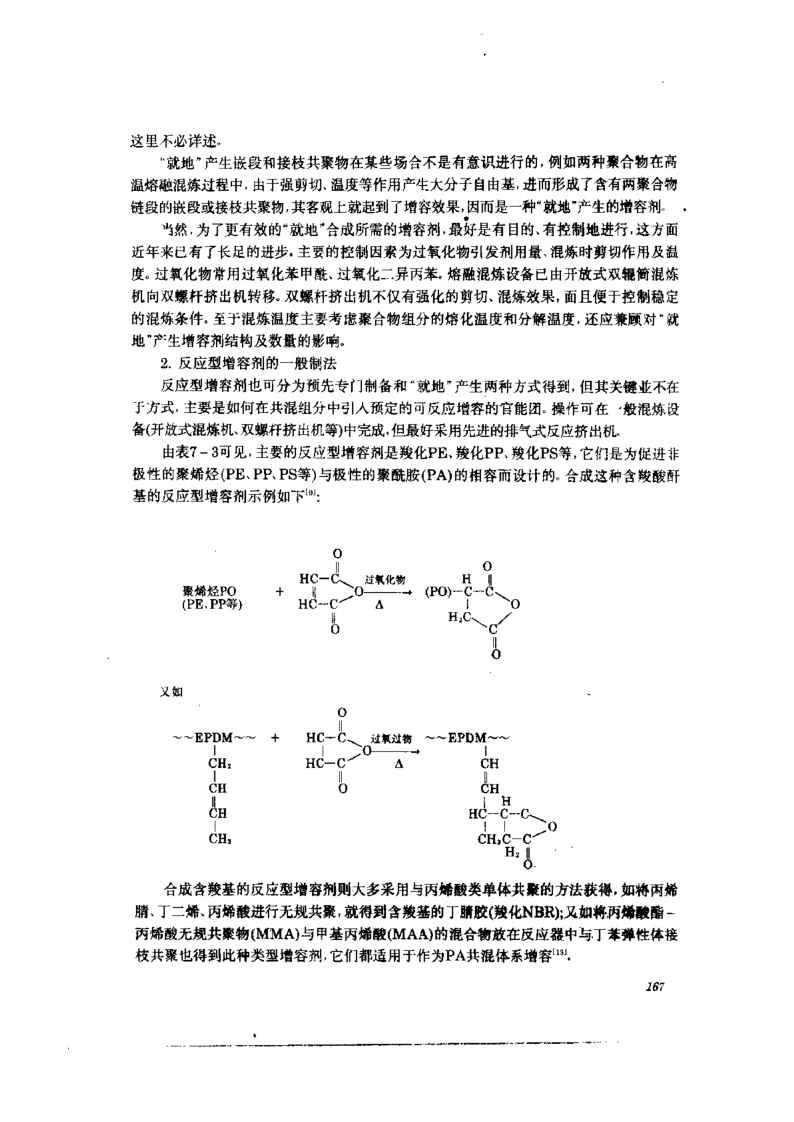 这里不必详述。
“就地”产生嵌段和接枝共聚物在某些场合不是有意识进行的,例如两种聚合物在高
温熔融混炼过程中,由于强剪切、温度等作用产生大分子自由基,进而形成了含有两聚合物
链段的嵌段或接枝共聚物,其客观上就起到了增容效果,因而是一种“就地”产生的增容剂。
当然,为了更有效的“就地”合成所需的增容剂,最好是有目的、有控制地进行,这方面
近年来已有了长足的进步。主要的控制因素为过氧化物引发剂用量、混炼时剪切作用及温
度。过氧化物常用过氧化苯甲酰、过氧化二异丙苯。熔融混炼设备已由开放式双辊筒混炼
机向双螺杆挤出机转移。双螺杆挤出机不仅有强化的剪切、混炼效果,而且便于控制稳定
的混炼条件。至于混炼温度主要考虑聚合物组分的熔化温度和分解温度,还应兼顾对“就
地”产生增容剂结构及数量的影响。
2. 反应型增容剂的一般制法
反应型增容剂也可分为预先专门制备和“就地”产生两种方式得到,但其关键并不在
于方式,主要是如何在共混组分中引入预定的可反应增容的官能团。操作可在一般混炼设
备(开放式混炼机、双螺杆挤出机等)中完成,但最好采用先进的排气式反应挤出机。
由表7-3可见,主要的反应型增容剂是羧化PE、羧化PP、羧化PS等,它们是为促进非
极性的聚烯烃(PE、PP、PS等)与极性的聚酰胺(PA)的相容而设计的。合成这种含羧酸酐
基的反应型增容剂示例如下[9]:
O
O
HC-C 过氧化物 H
聚烯烃PO + O → (PO)-C-C
(PE、PP等) HC-C Δ O
O H2C
C
O
又如
O
~~EPDM~~ + HC-C 过氧过物 ~~EPDM~~
O →
CH2 HC-C Δ CH
CH O CH
CH H
HC-C-C
O
CH3 CH3C-C
H2
O
合成含羧基的反应型增容剂则大多采用与丙烯酸类单体共聚的方法获得,如将丙烯
腈、丁二烯、丙烯酸进行无规共聚,就得到含羧基的丁腈胶(羧化NBR);又如将丙烯酸酯-
丙烯酸无规共聚物(MMA)与甲基丙烯酸(MAA)的混合物放在反应器中与丁苯弹性体接
枝共聚也得到此种类型增容剂,它们都适用于作为PA共混体系增容[13]。
167